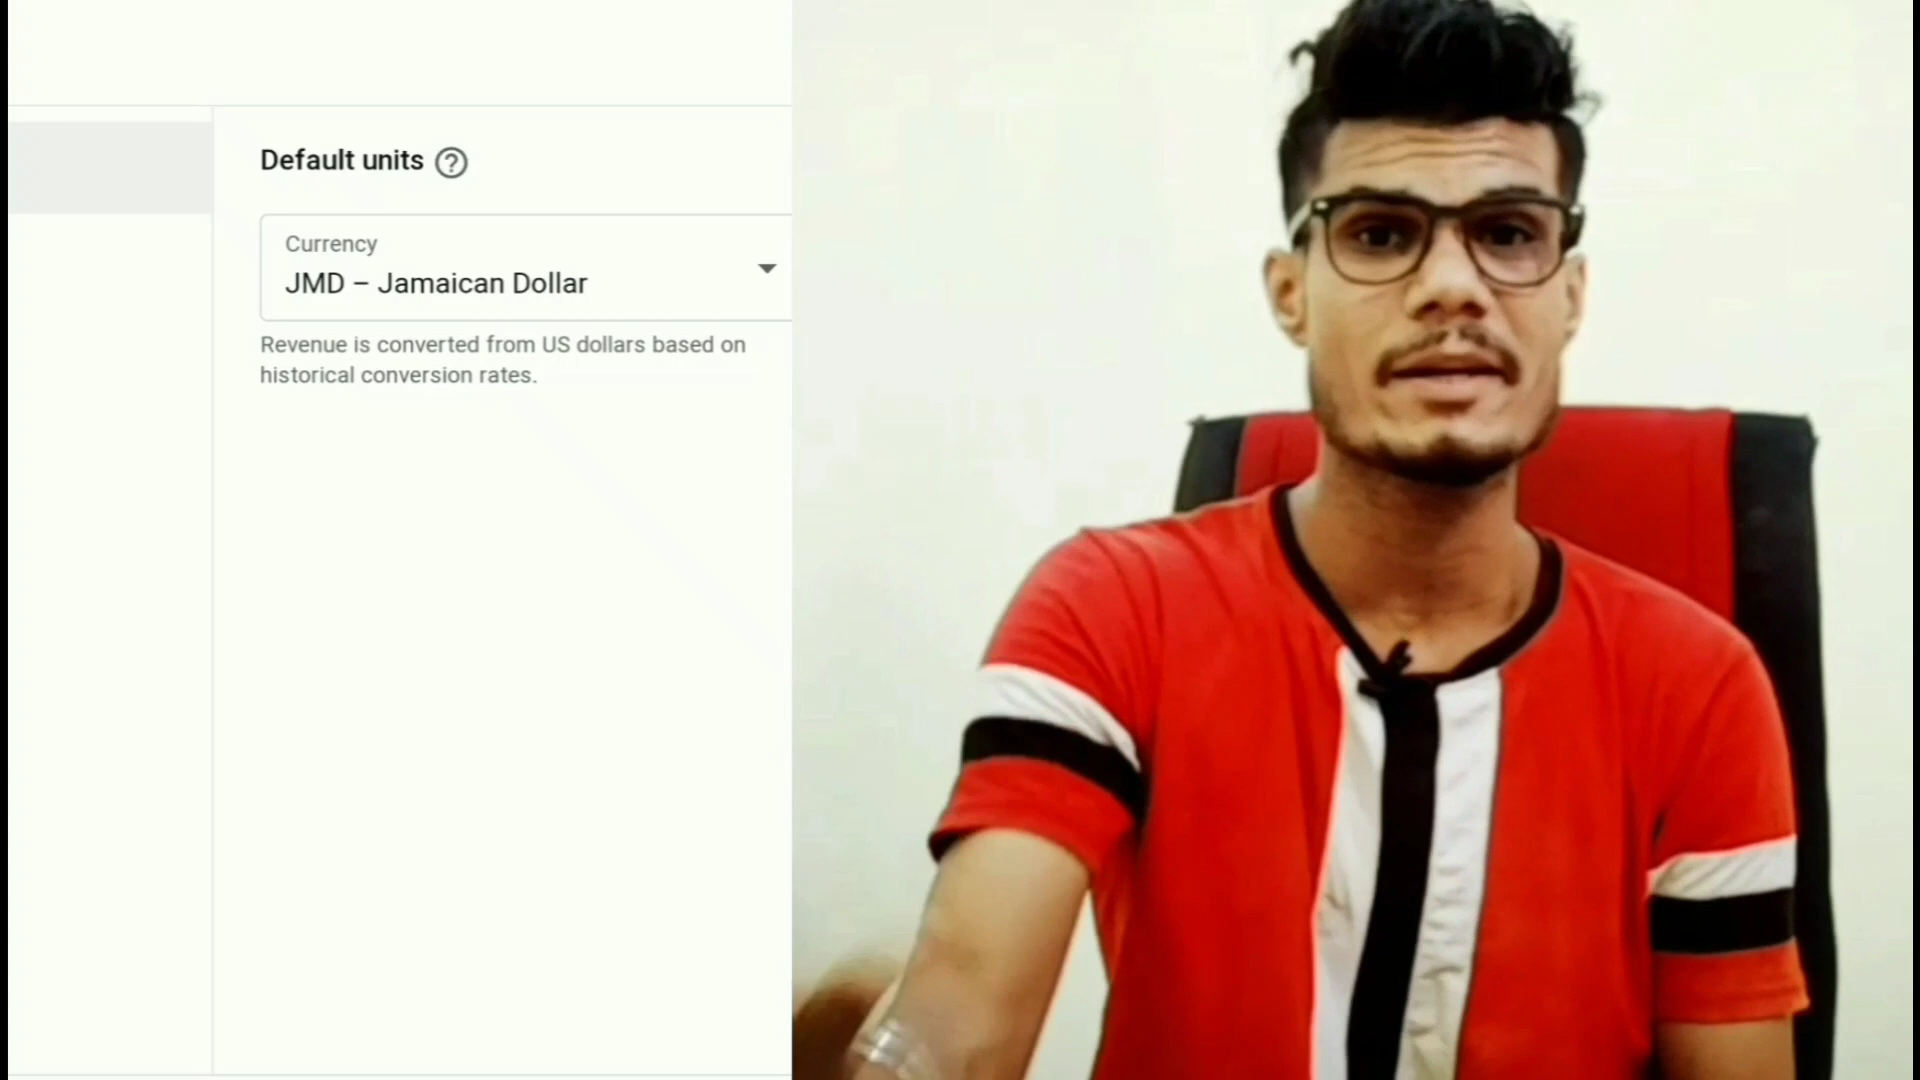 Default units
Currency
JMD – Jamaican Dollar
Revenue is converted from US dollars based on
historical conversion rates.